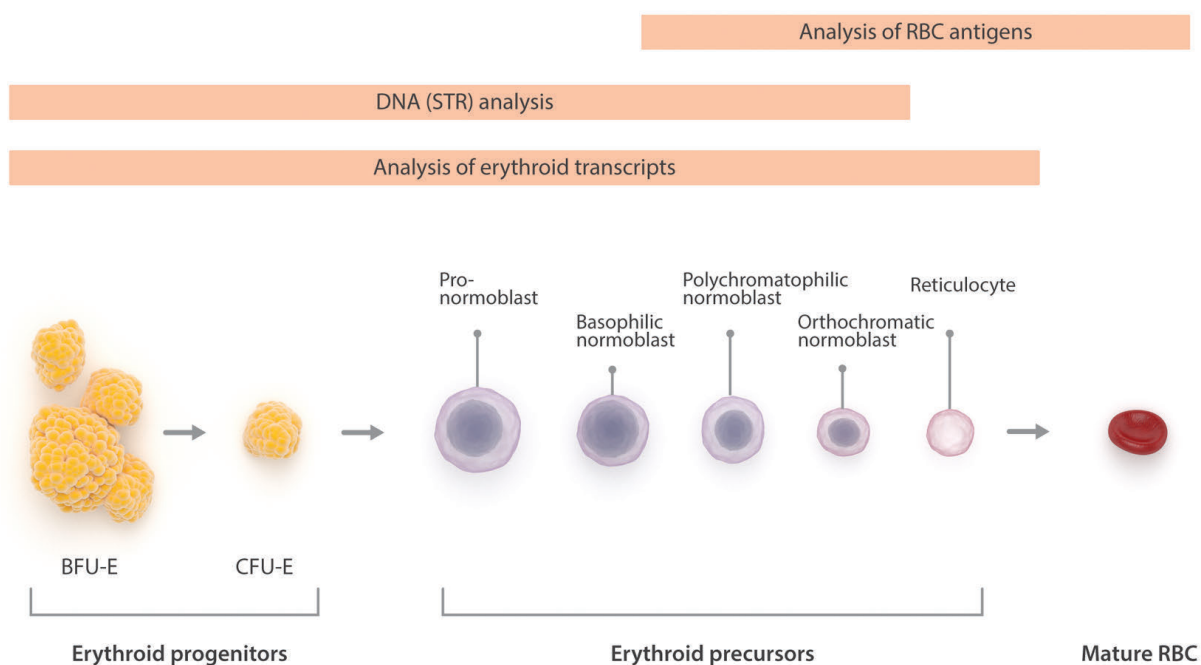 Analysis of RBC antigens
DNA (STR) analysis
Analysis of erythroid transcripts
Pro-
normoblast
Basophilic
normoblast
Polychromatophilic
normoblast
Orthochromatic
normoblast
Reticulocyte
BFU-E
CFU-E
Erythroid progenitors
Erythroid precursors
Mature RBC